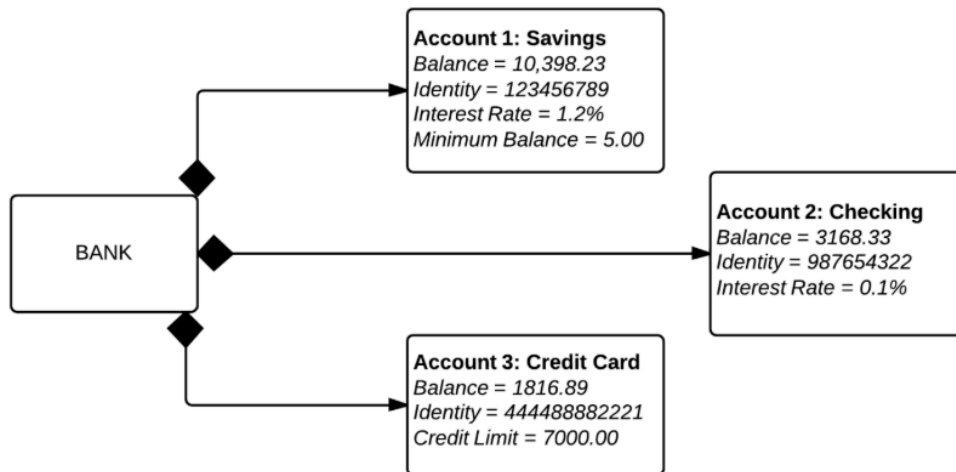 Account 1: Savings
Balance = 10,398.23
Identity = 123456789
Interest Rate = 1.2%
Minimum Balance = 5.00
BANK
Account 2: Checking
Balance = 3168.33
Identity = 987654322
Interest Rate = 0.1%
Account 3: Credit Card
Balance = 1816.89
Identity = 444488882221
Credit Limit = 7000.00